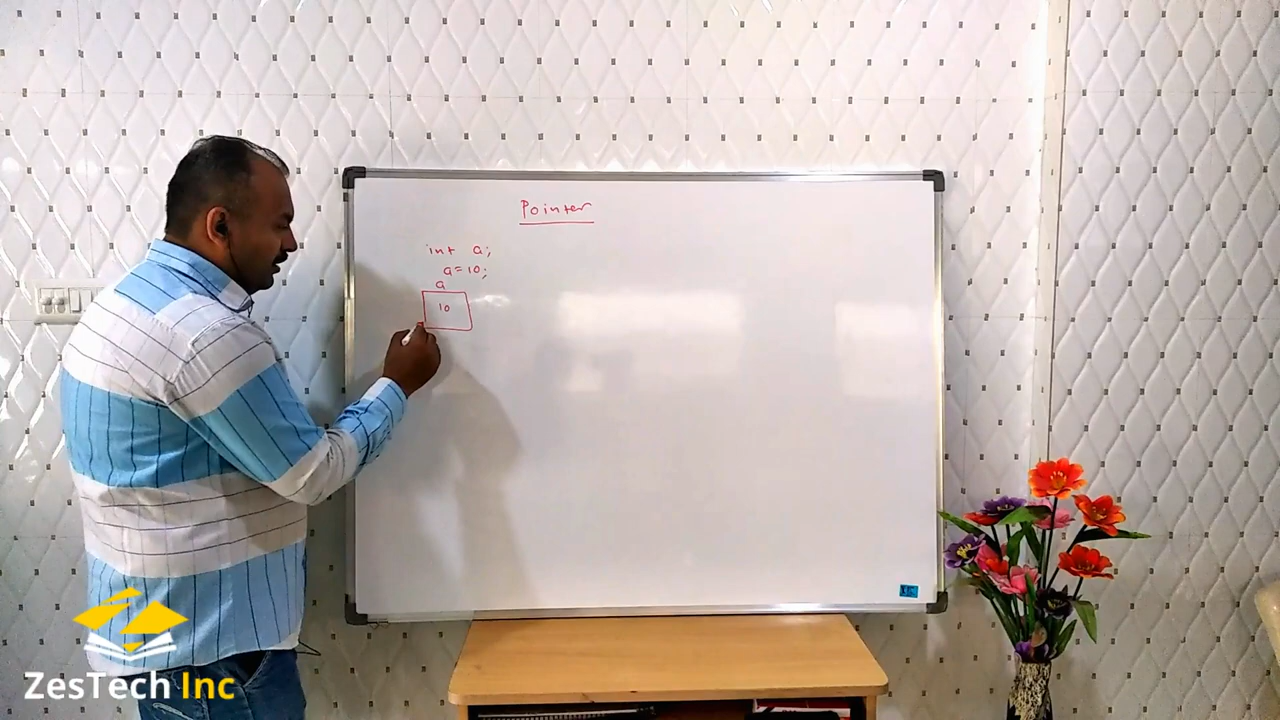 Pointer
int a;
a=10;
a
10
ZesTech Inc